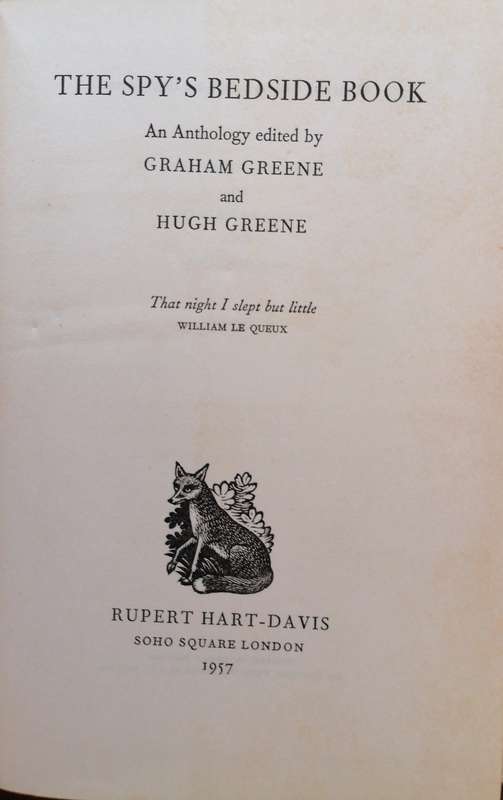 THE SPY'S BEDSIDE BOOK
An Anthology edited by
GRAHAM GREENE
and
HUGH GREENE
That night I slept but little
WILLIAM LE QUEUX
RUPERT HART-DAVIS
SOHO SQUARE LONDON
1957